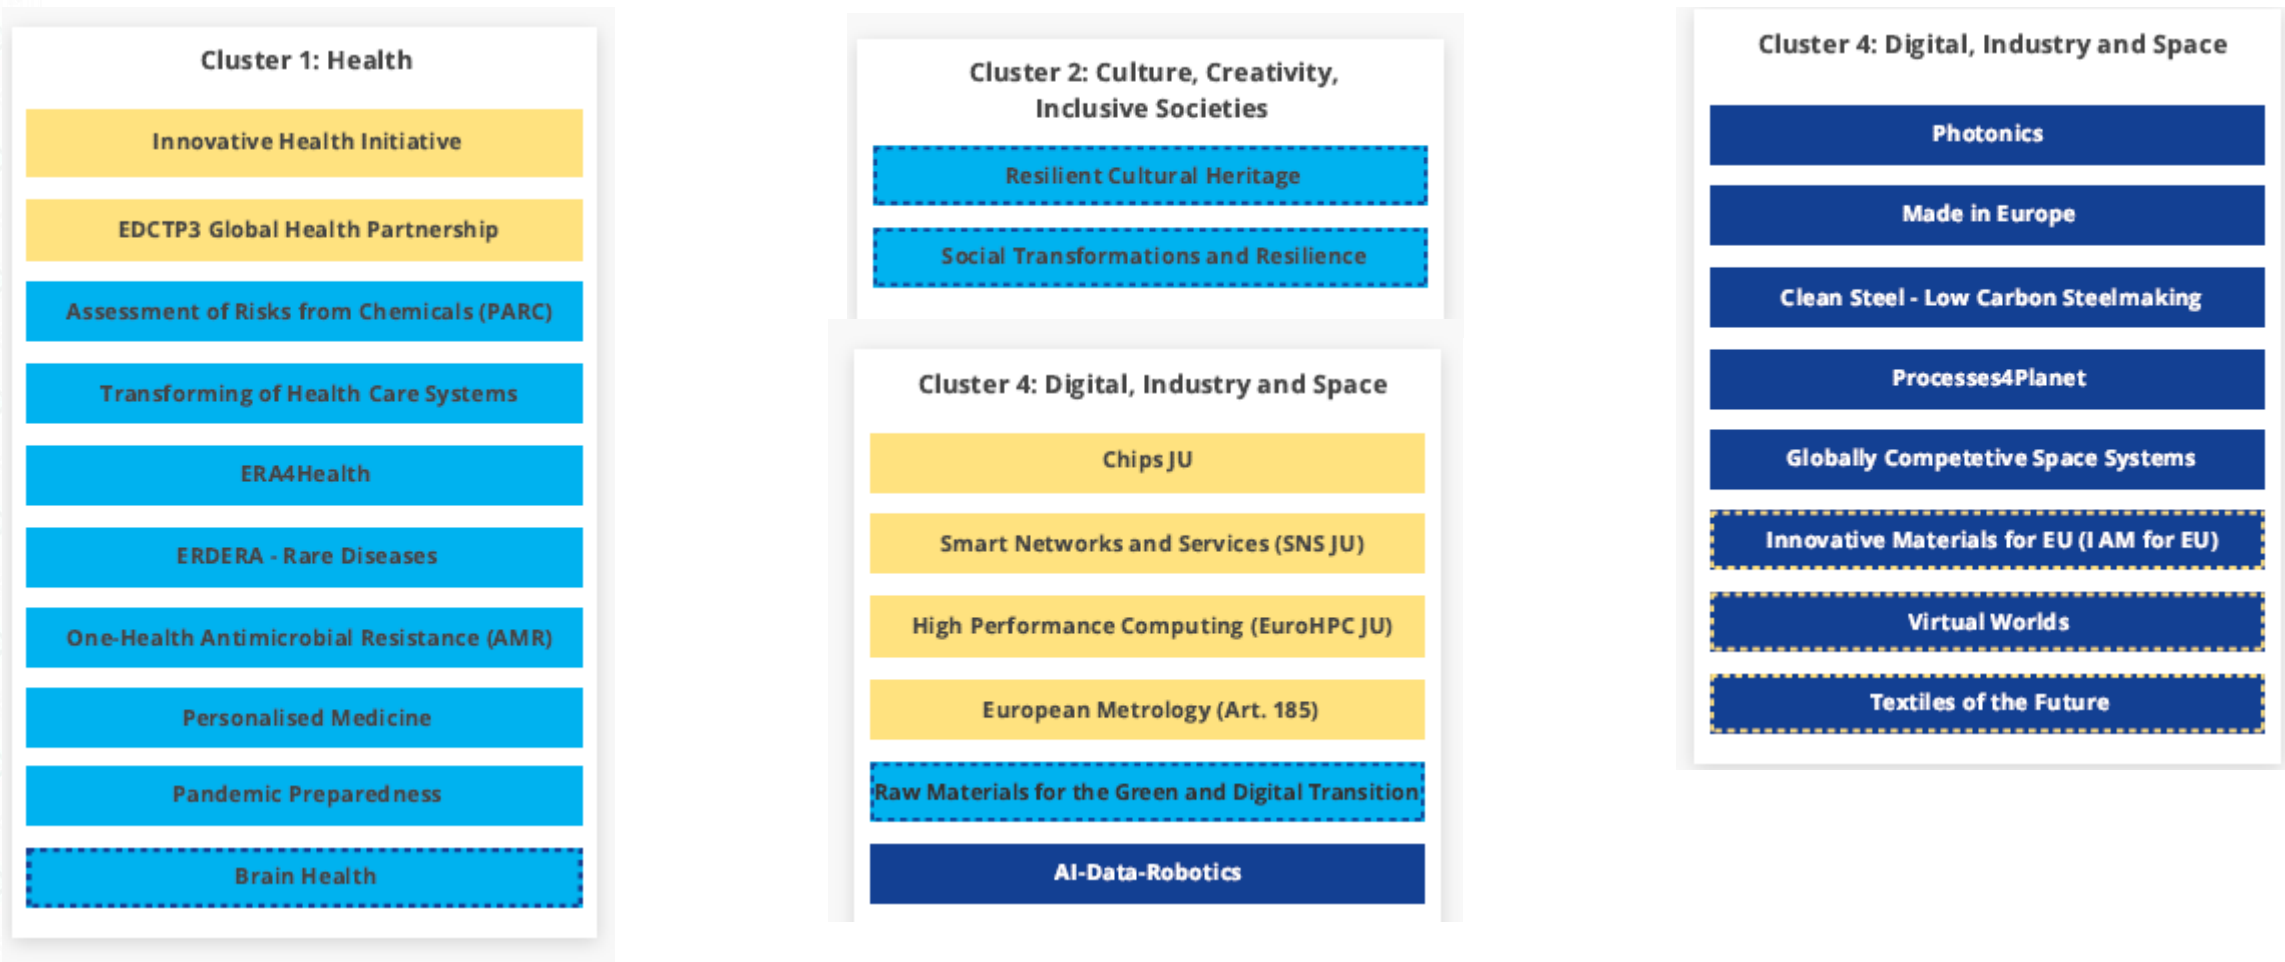 Cluster 1: Health
Innovative Health Initiative
EDCTP3 Global Health Partnership
Assessment of Risks from Chemicals (PARC)
Transforming of Health Care Systems
ERA4Health
ERDERA - Rare Diseases
One-Health Antimicrobial Resistance (AMR)
Personalised Medicine
Pandemic Preparedness
Brain Health
Cluster 2: Culture, Creativity,
Inclusive Societies
Resilient Cultural Heritage
Social Transformations and Resilience
Cluster 4: Digital, Industry and Space
Chips JU
Smart Networks and Services (SNS JU)
High Performance Computing (EuroHPC JU)
European Metrology (Art. 185)
Raw Materials for the Green and Digital Transition
AI-Data-Robotics
Cluster 4: Digital, Industry and Space
Photonics
Made in Europe
Clean Steel - Low Carbon Steelmaking
Processes4Planet
Globally Competetive Space Systems
Innovative Materials for EU (I AM for EU)
Virtual Worlds
Textiles of the Future